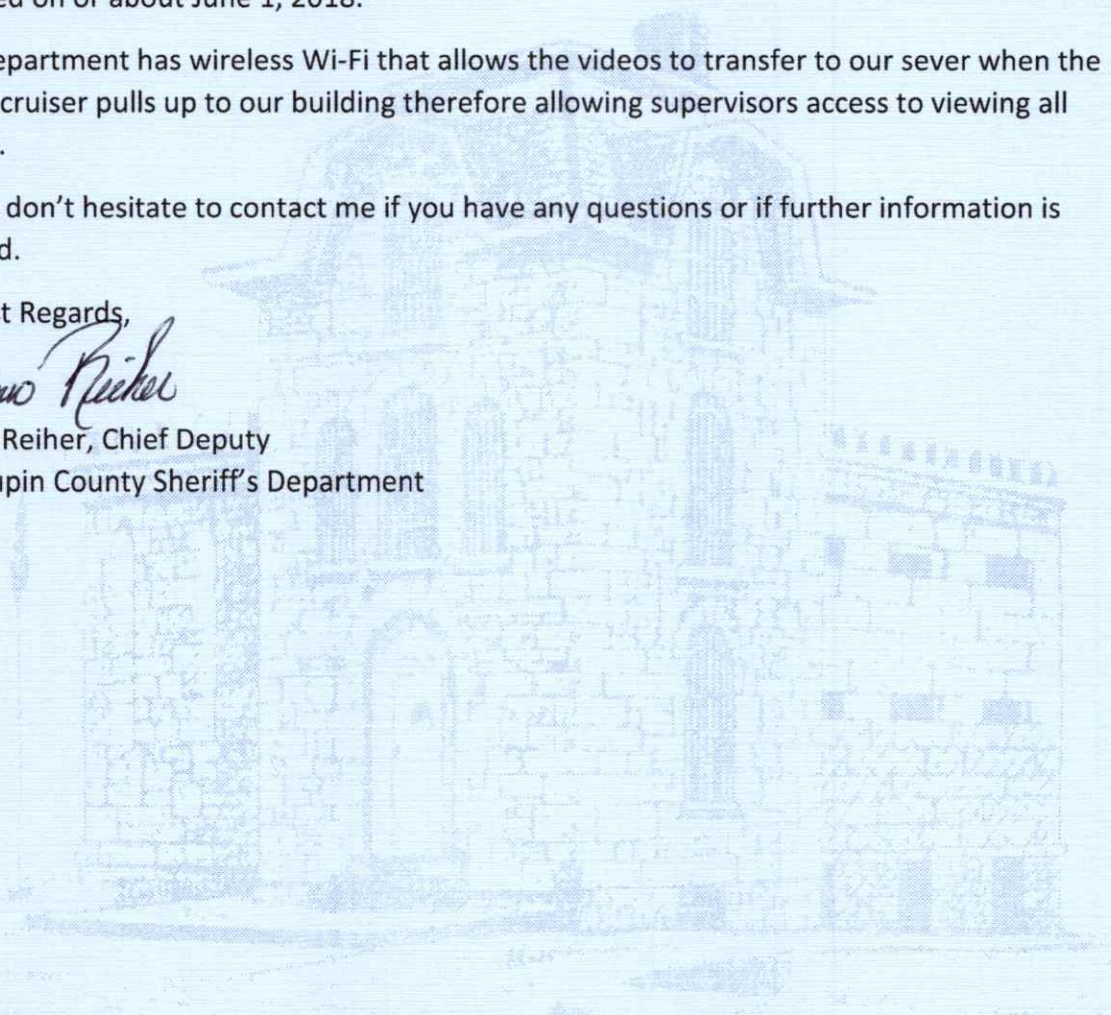 ed on or about June 1, 2018.
epartment has wireless Wi-Fi that allows the videos to transfer to our sever when the
cruiser pulls up to our building therefore allowing supervisors access to viewing all
.
don't hesitate to contact me if you have any questions or if further information is
d.
t Regards,
Reiher
Reiher, Chief Deputy
upin County Sheriff's Department